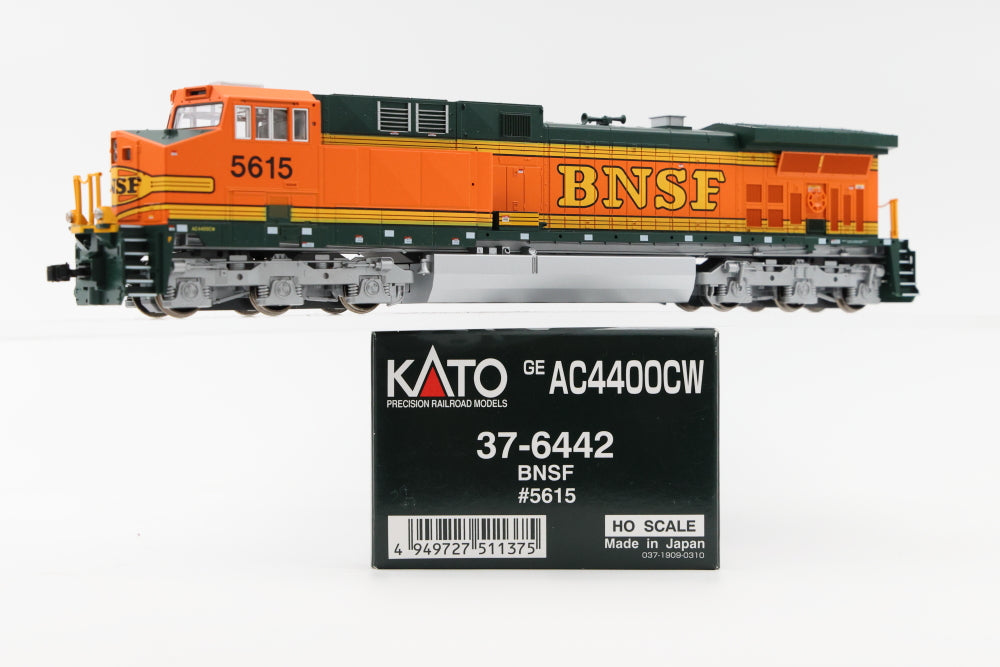 5615
BNSF
BNSF
AC4400CW
KATO
PRECISION RAILROAD MODELS
GE AC4400CW
37-6442
BNSF
#5615
4 949727 511375
HO SCALE
Made in Japan
037-1909-0310